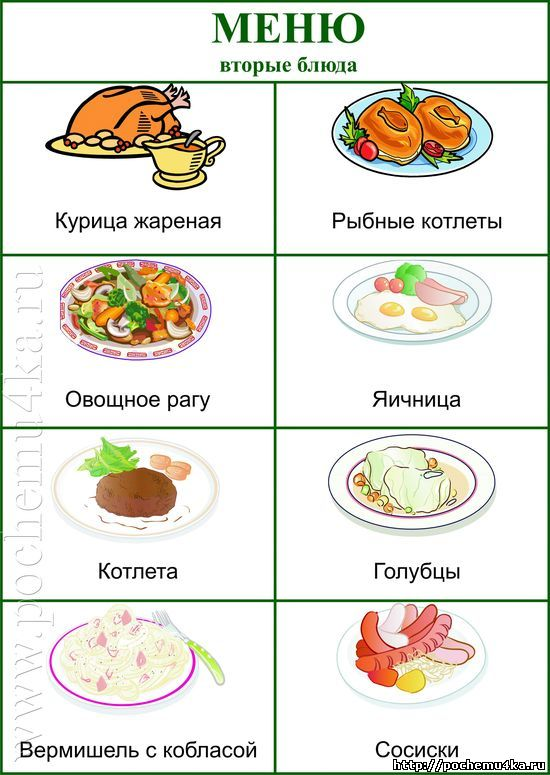 МЕНЮ
вторые блюда
Курица жареная
Рыбные котлеты
Овощное рагу
Яичница
Котлета
Голубцы
Вермишель с кобласой
Сосиски
www.pochemu4ka.ru
http://pochemu4ka.ru